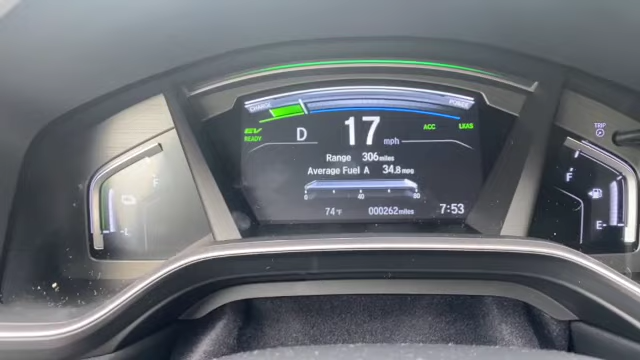 CHARGE POWER
EV READY
D
17 mph
ACC
LKAS
TRIP
Range 306 miles
Average Fuel A 34.8 mpg
0 40 80
74 °F
000262 miles
7:53
F
L
F
E